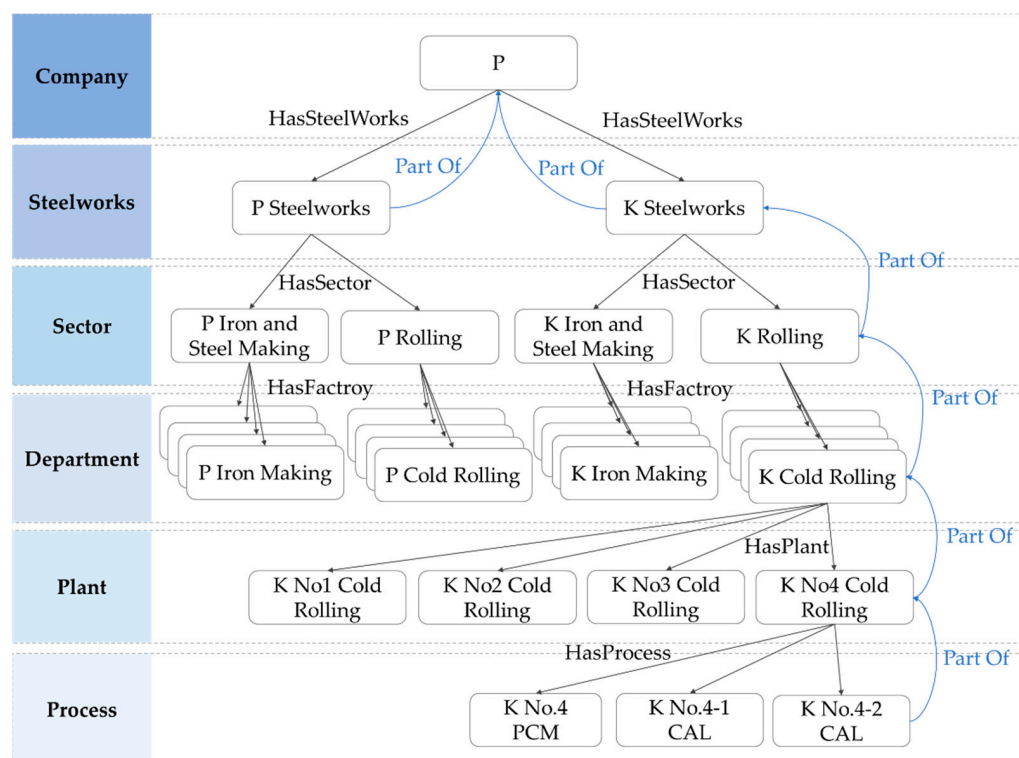 Company
P
HasSteelWorks
HasSteelWorks
Part Of
Part Of
Steelworks
P Steelworks
K Steelworks
Part Of
HasSector
HasSector
Sector
P Iron and
Steel Making
P Rolling
K Iron and
Steel Making
K Rolling
HasFactroy
HasFactroy
Part Of
Department
P Iron Making
P Cold Rolling
K Iron Making
K Cold Rolling
HasPlant
Part Of
Plant
K No1 Cold
Rolling
K No2 Cold
Rolling
K No3 Cold
Rolling
K No4 Cold
Rolling
HasProcess
Part Of
Process
K No.4
PCM
K No.4-1
CAL
K No.4-2
CAL